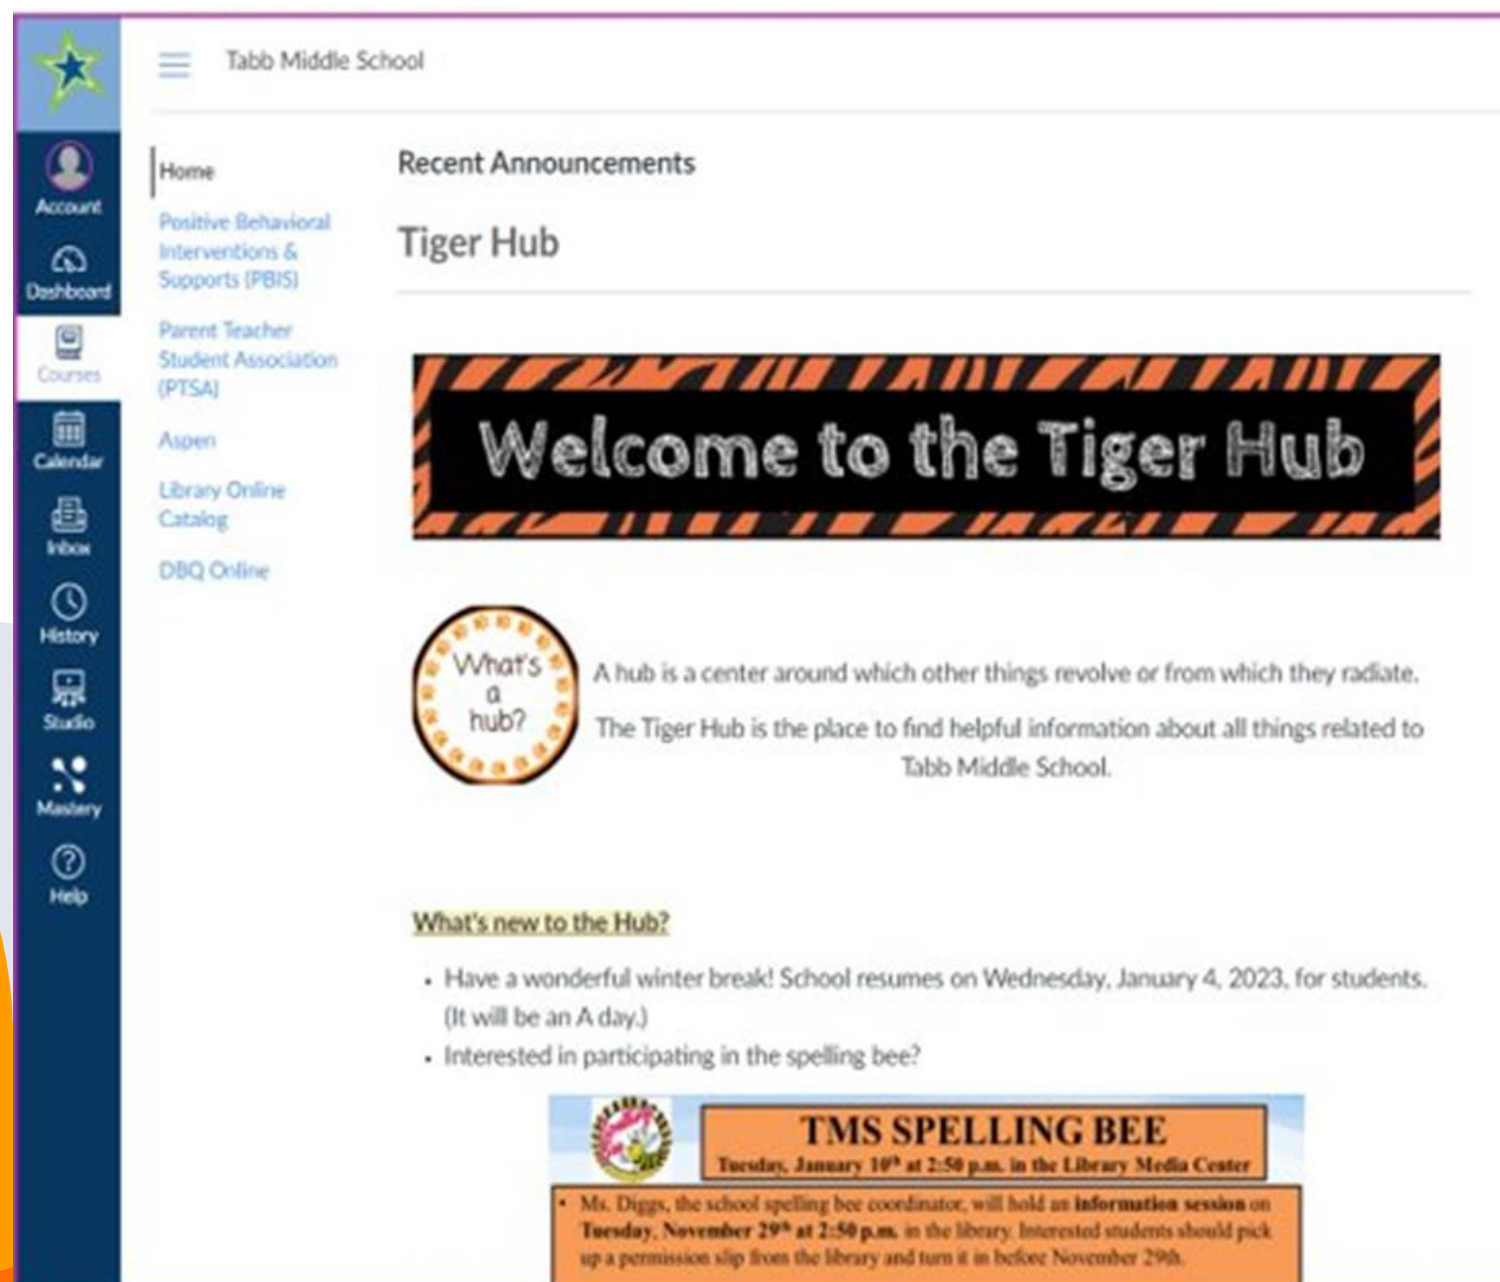 Tabb Middle School
Account
Dashboard
Courses
Calendar
Inbox
History
Studio
Mastery
Help
Home
Positive Behavioral
Interventions &
Supports (PBIS)
Parent Teacher
Student Association
(PTSA)
Aspen
Library Online
Catalog
DBQ Online
Recent Announcements
Tiger Hub
Welcome to the Tiger Hub
What's
a
hub?
A hub is a center around which other things revolve or from which they radiate.
The Tiger Hub is the place to find helpful information about all things related to
Tabb Middle School.
What's new to the Hub?
• Have a wonderful winter break! School resumes on Wednesday, January 4, 2023, for students.
(It will be an A day.)
• Interested in participating in the spelling bee?
TMS SPELLING BEE
Tuesday, January 10th at 2:50 p.m. in the Library Media Center
• Ms. Diggs, the school spelling bee coordinator, will hold an information session on
Tuesday, November 29th at 2:50 p.m. in the library. Interested students should pick
up a permission slip from the library and turn it in before November 29th.